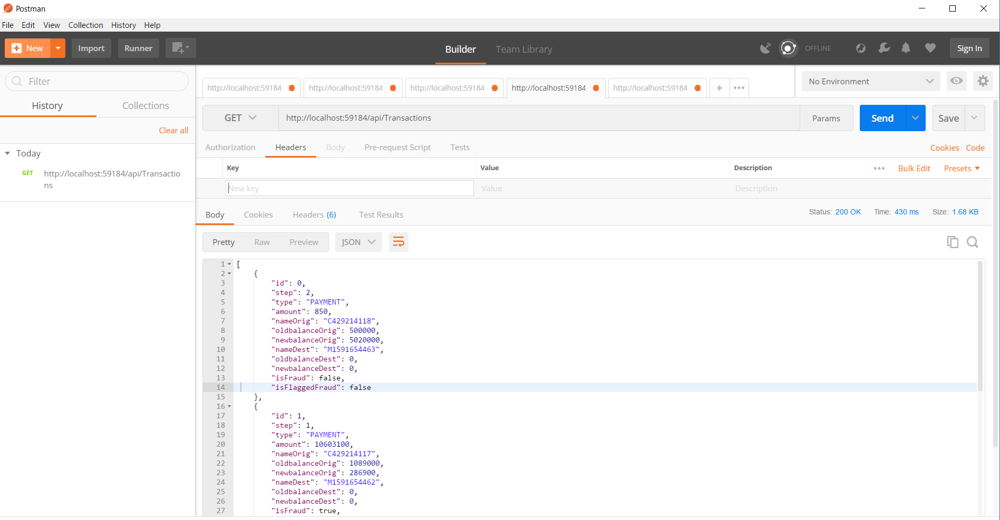 Postman
File Edit View Collection History Help
New Import Runner Builder Team Library OFFLINE Sign In
Filter
History Collections
Clear all
Today
GET http://localhost:59184/api/Transactio
ns
http://localhost:59184 http://localhost:59184 http://localhost:59184 http://localhost:59184 http://localhost:59184 + ••• No Environment
GET http://localhost:59184/api/Transactions Params Send Save
Authorization Headers Body Pre-request Script Tests Cookies Code
Key Value Description ••• Bulk Edit Presets
New key Value Description
Body Cookies Headers (6) Test Results Status: 200 OK Time: 430 ms Size: 1.68 KB
Pretty Raw Preview JSON
1 [
2 {
3 "id": 0,
4 "step": 2,
5 "type": "PAYMENT",
6 "amount": 850,
7 "nameOrig": "C429214118",
8 "oldbalanceOrig": 500000,
9 "newbalanceOrig": 5020000,
10 "nameDest": "M1591654463",
11 "oldbalanceDest": 0,
12 "newbalanceDest": 0,
13 "isFraud": false,
14 "isFlaggedFraud": false
15 },
16 {
17 "id": 1,
18 "step": 1,
19 "type": "PAYMENT",
20 "amount": 10603100,
21 "nameOrig": "C429214117",
22 "oldbalanceOrig": 1089000,
23 "newbalanceOrig": 286900,
24 "nameDest": "M1591654462",
25 "oldbalanceDest": 0,
26 "newbalanceDest": 0,
27 "isFraud": true,